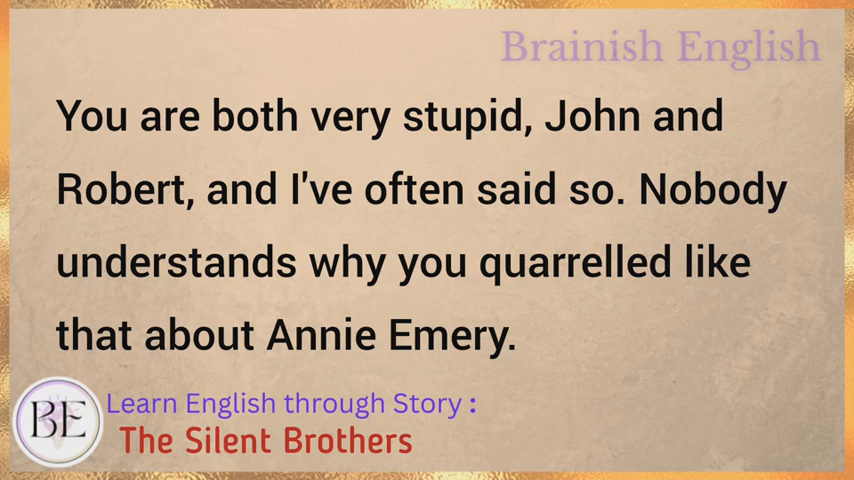 Brainish English
You are both very stupid, John and
Robert, and I've often said so. Nobody
understands why you quarrelled like
that about Annie Emery.
BE
Learn English through Story :
The Silent Brothers